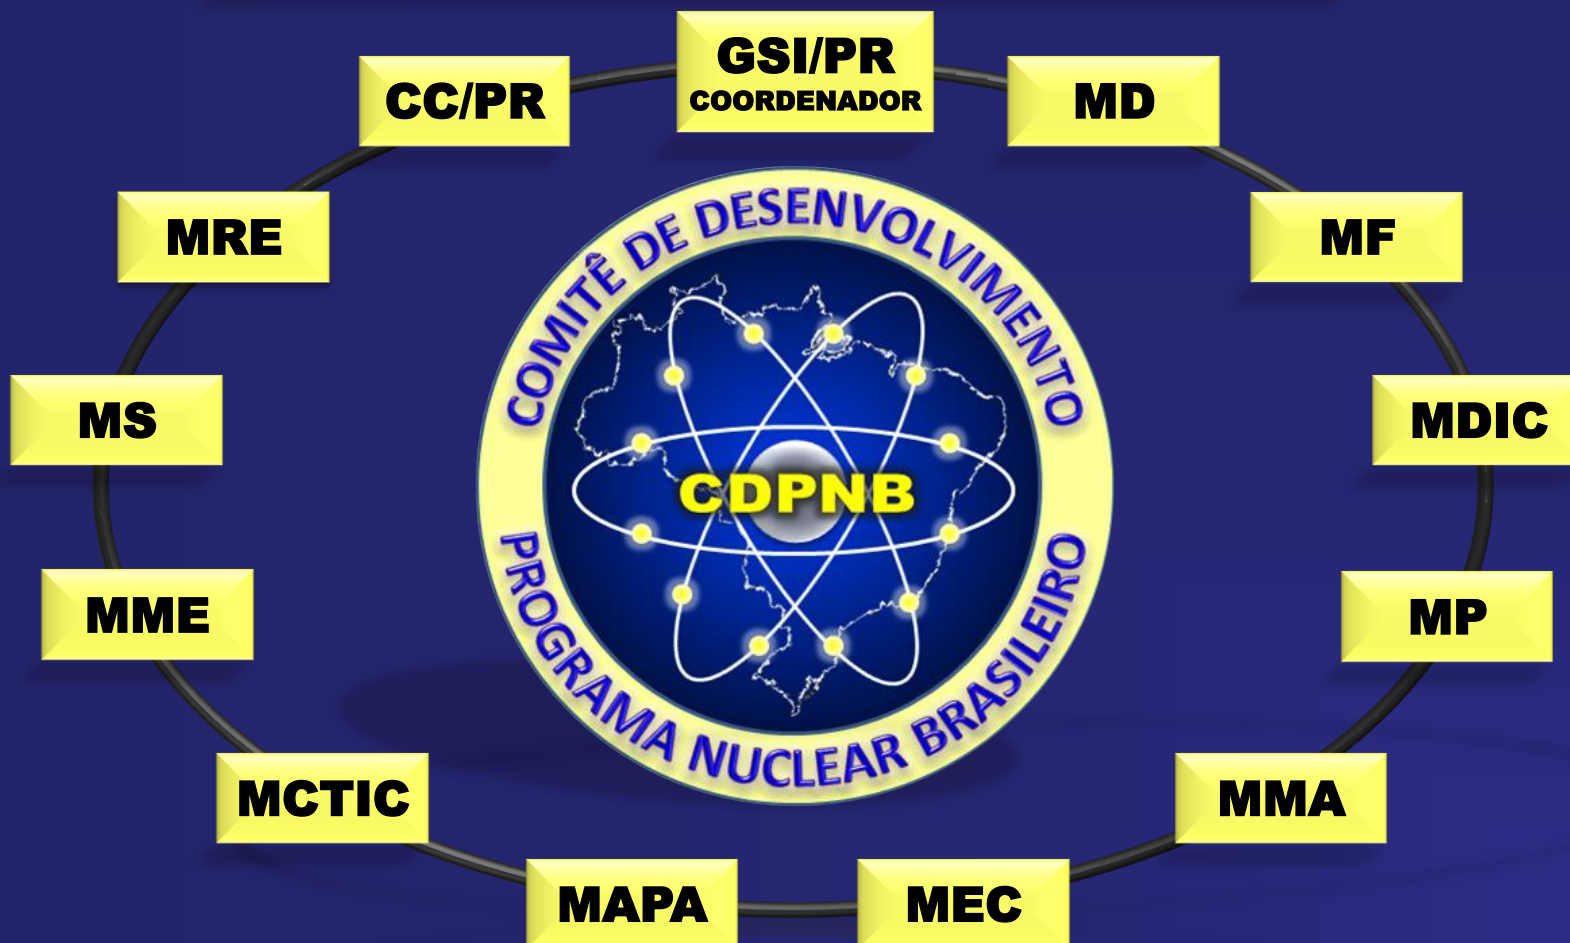 GSI/PR
COORDENADOR
CC/PR
MD
MRE
MF
MS
MDIC
MME
MP
MCTIC
MMA
MAPA
MEC
COMITÊ DE DESENVOLVIMENTO
CDPNB
PROGRAMA NUCLEAR BRASILEIRO